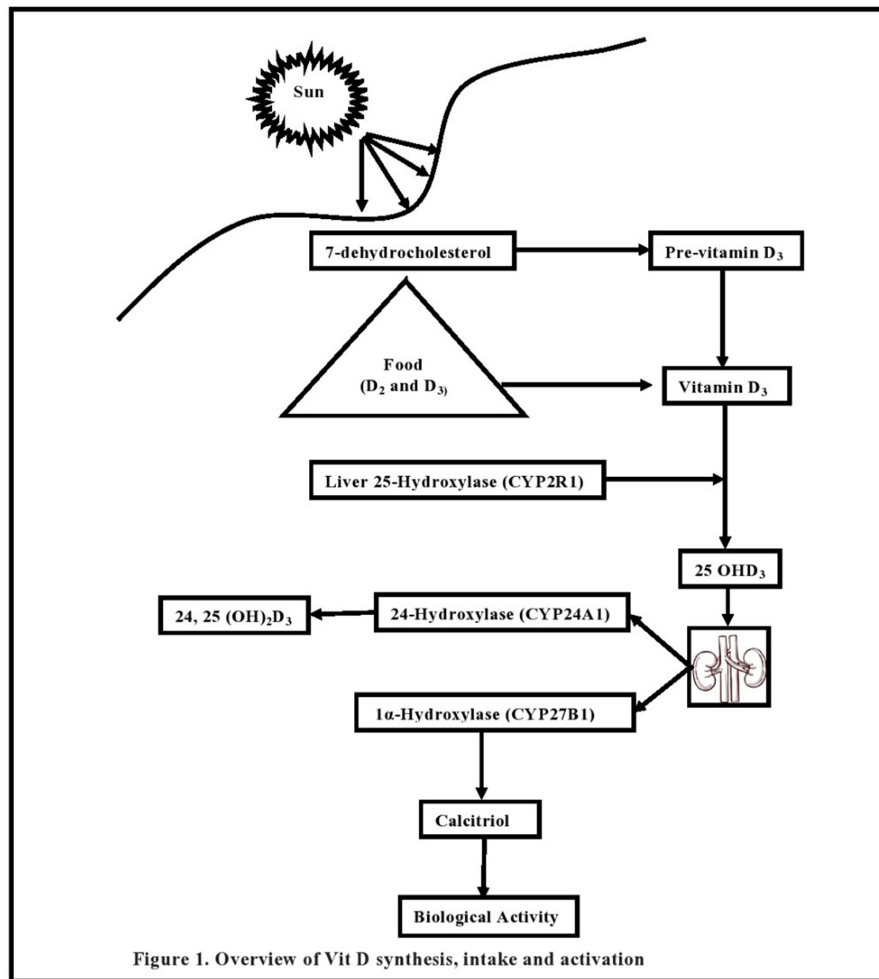 Sun
7-dehydrocholesterol
Pre-vitamin D₃
Food
(D₂ and D₃)
Vitamin D₃
Liver 25-Hydroxylase (CYP2R1)
25 OHD₃
24, 25 (OH)₂D₃
24-Hydroxylase (CYP24A1)
1α-Hydroxylase (CYP27B1)
Calcitriol
Biological Activity
Figure 1. Overview of Vit D synthesis, intake and activation